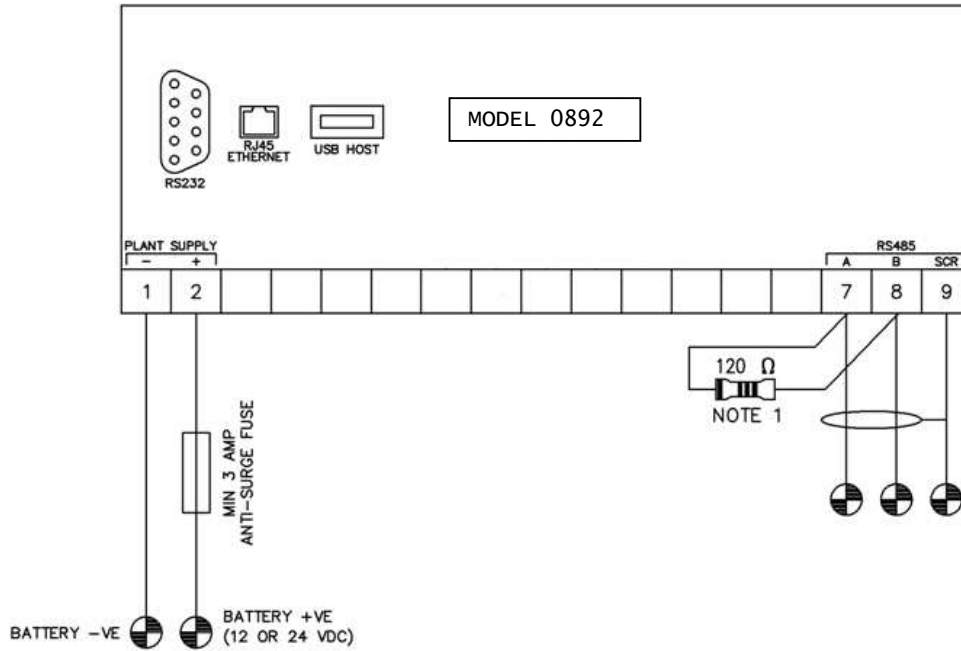 MODEL 0892
RJ45
ETHERNET
USB HOST
RS232
PLANT SUPPLY
- +
RS485
A B SCR
1 2 7 8 9
120 Ω
NOTE 1
MIN 3 AMP
ANTI-SURGE FUSE
BATTERY -VE
BATTERY +VE
(12 OR 24 VDC)